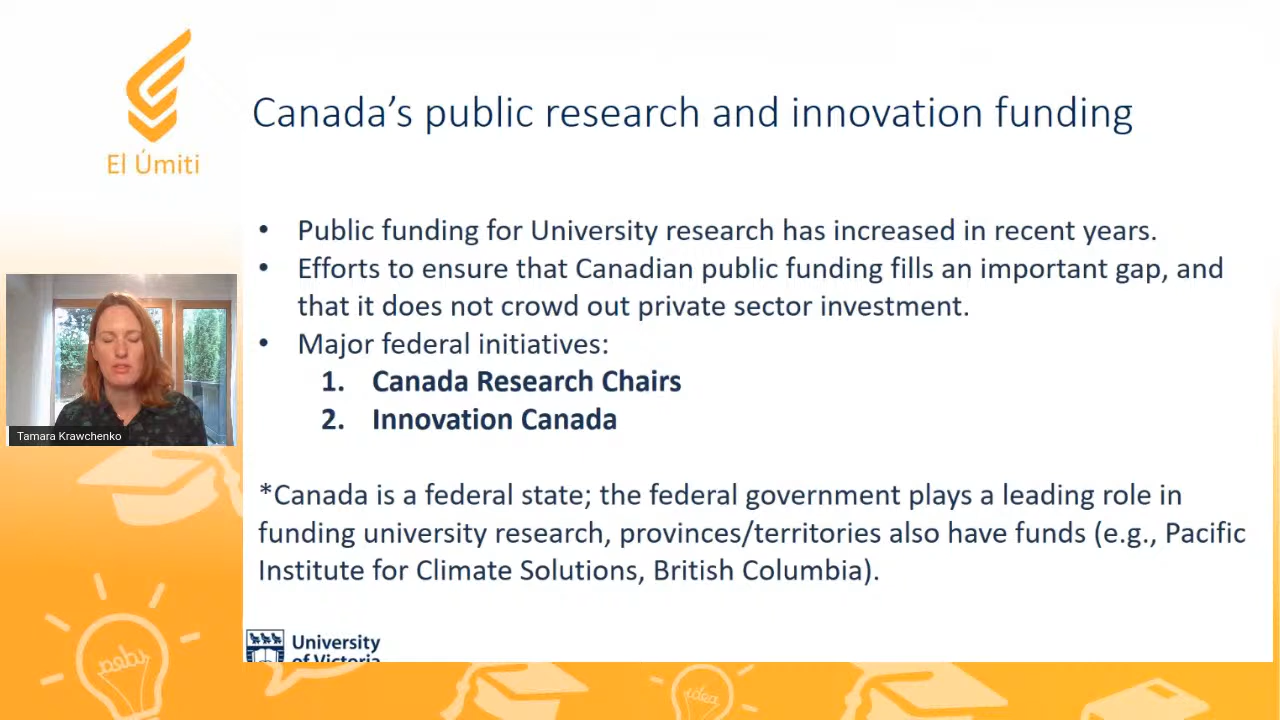 El Úmiti
Canada’s public research and innovation funding
• Public funding for University research has increased in recent years.
• Efforts to ensure that Canadian public funding fills an important gap, and
that it does not crowd out private sector investment.
• Major federal initiatives:
1. Canada Research Chairs
2. Innovation Canada
Tamara Krawchenko
*Canada is a federal state; the federal government plays a leading role in
funding university research, provinces/territories also have funds (e.g., Pacific
Institute for Climate Solutions, British Columbia).
University
of Victoria
idea
idea